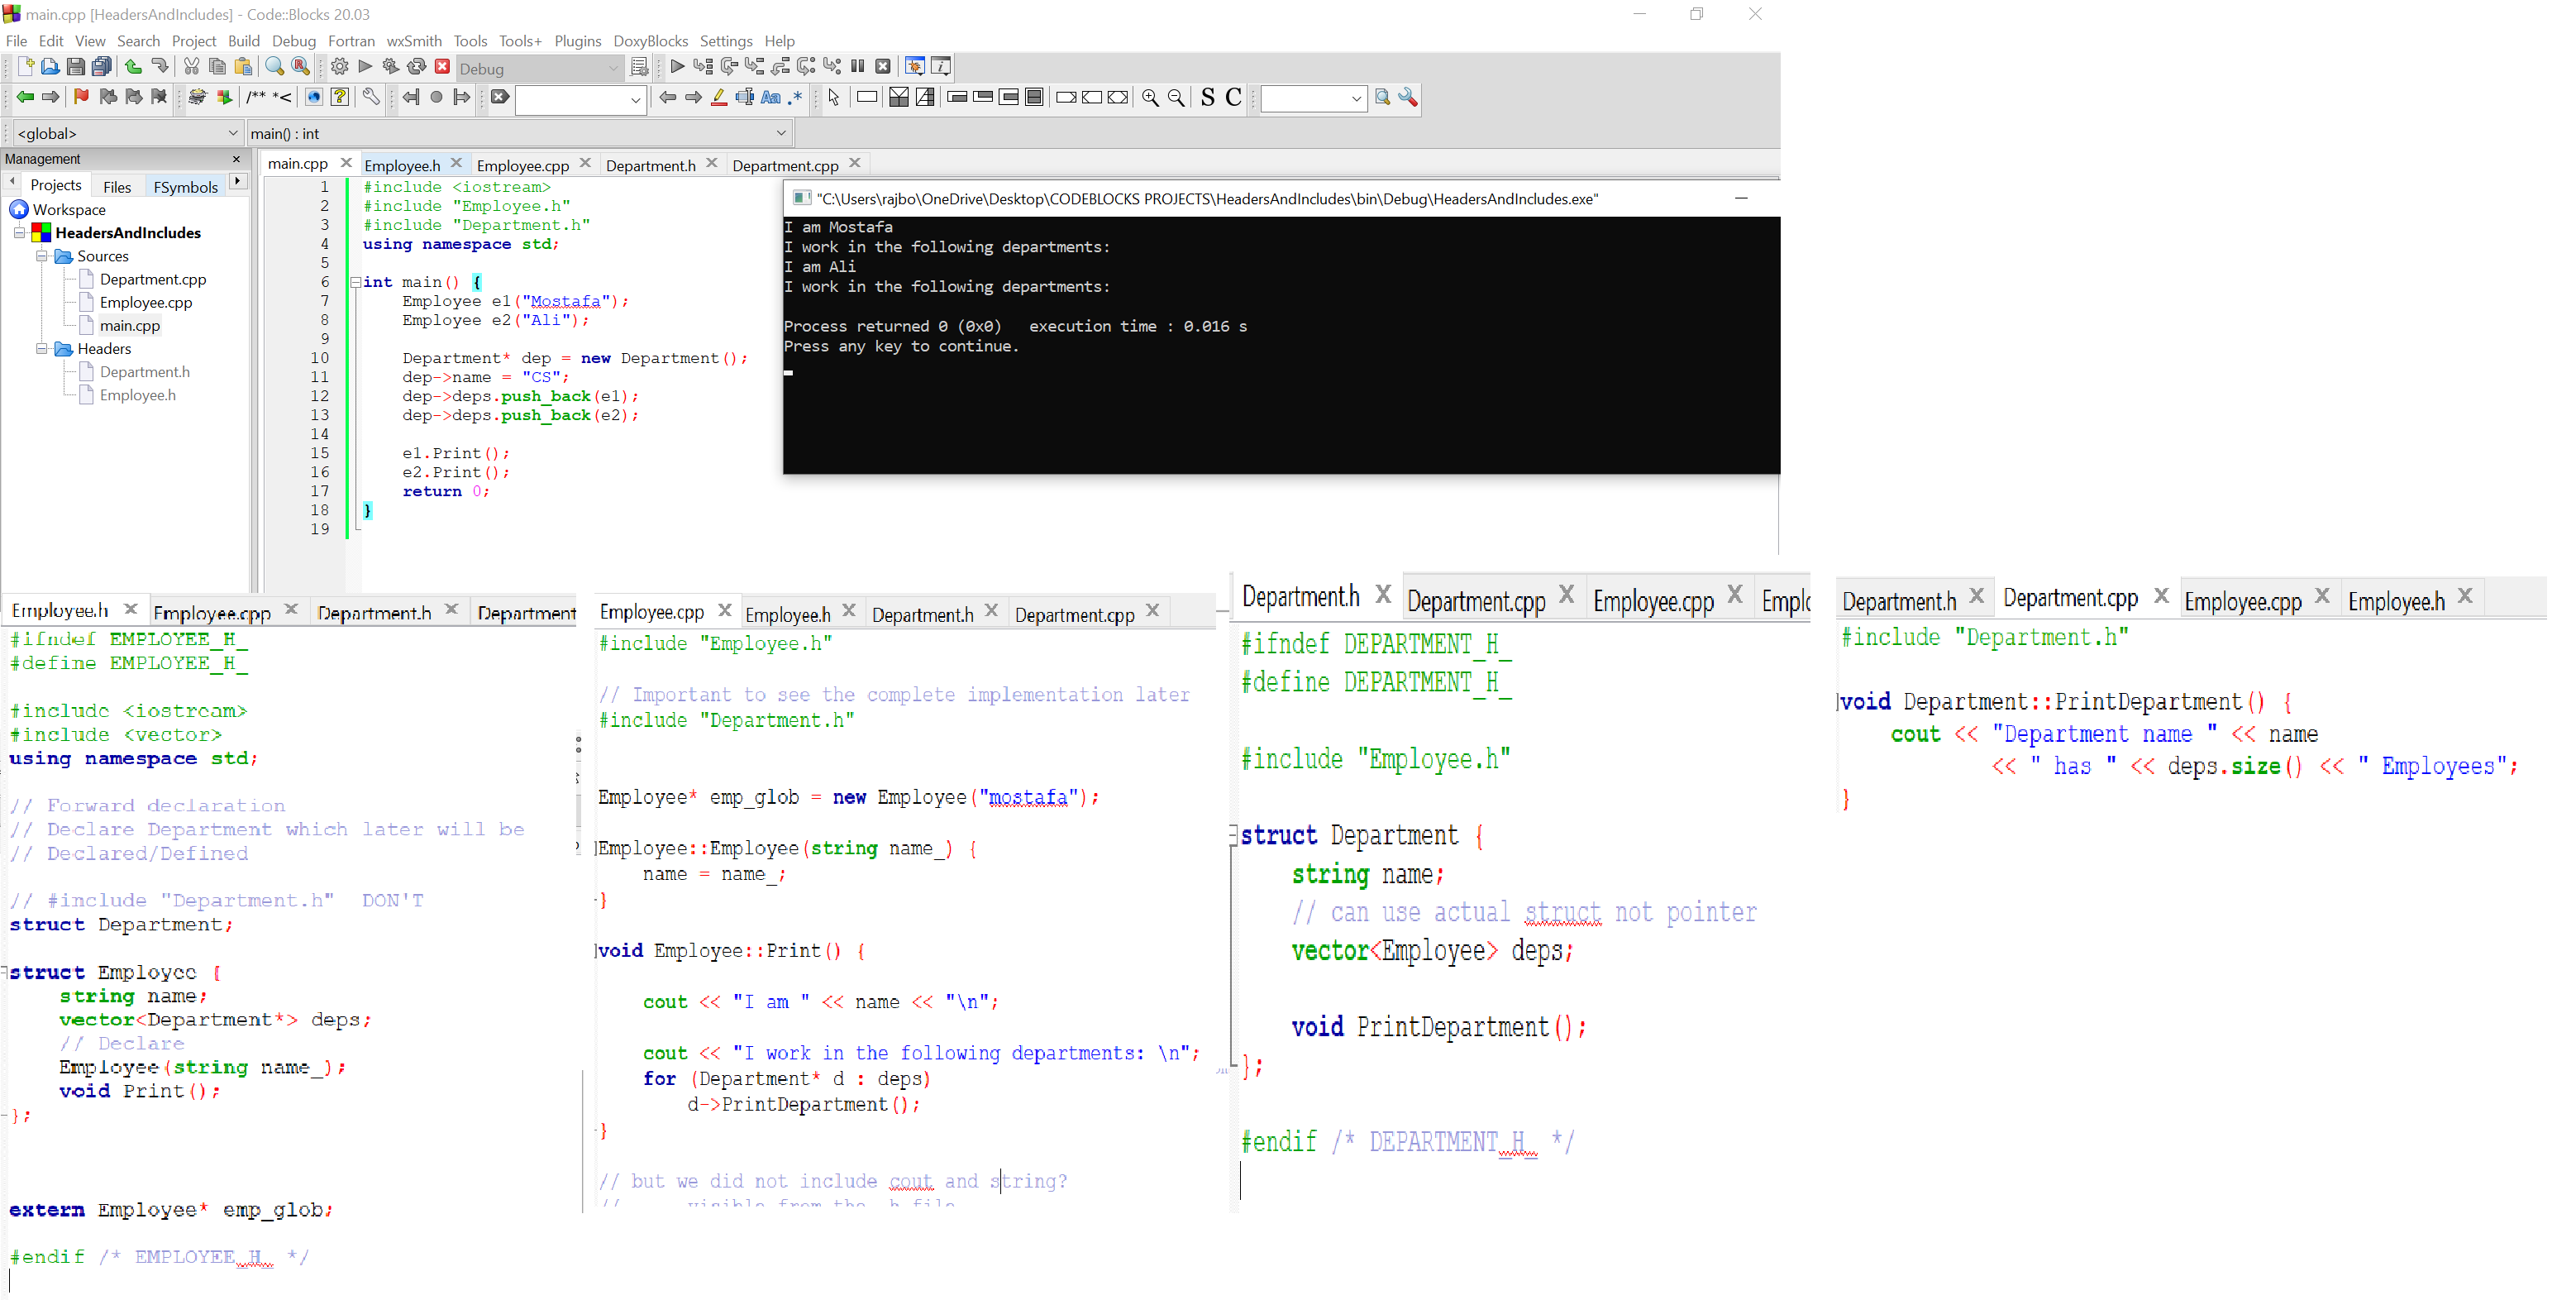 main.cpp [HeadersAndIncludes] - Code::Blocks 20.03
File Edit View Search Project Build Debug Fortran wxSmith Tools Tools+ Plugins DoxyBlocks Settings Help
Debug
/** *<
Aa .*
S C
<global>
main() : int
Management
Projects Files FSymbols
Workspace
HeadersAndIncludes
Sources
Department.cpp
Employee.cpp
main.cpp
Headers
Department.h
Employee.h
main.cpp Employee.h Employee.cpp Department.h Department.cpp
1 #include <iostream>
2 #include "Employee.h"
3 #include "Department.h"
4 using namespace std;
5
6 int main() {
7 Employee e1("Mostafa");
8 Employee e2("Ali");
9
10 Department* dep = new Department();
11 dep->name = "CS";
12 dep->deps.push_back(e1);
13 dep->deps.push_back(e2);
14
15 e1.Print();
16 e2.Print();
17 return 0;
18 }
19
"C:\Users\rajbo\OneDrive\Desktop\CODEBLOCKS PROJECTS\HeadersAndIncludes\bin\Debug\HeadersAndIncludes.exe"
I am Mostafa
I work in the following departments:
I am Ali
I work in the following departments:
Process returned 0 (0x0) execution time : 0.016 s
Press any key to continue.
Employee.h Employee.cpp Department.h Department
#ifndef EMPLOYEE_H_
#define EMPLOYEE_H_
#include <iostream>
#include <vector>
using namespace std;
// Forward declaration
// Declare Department which later will be
// Declared/Defined
// #include "Department.h" DON'T
struct Department;
struct Employee {
string name;
vector<Department*> deps;
// Declare
Employee(string name_);
void Print();
};
extern Employee* emp_glob;
#endif /* EMPLOYEE_H_ */
Employee.cpp Employee.h Department.h Department.cpp
#include "Employee.h"
// Important to see the complete implementation later
#include "Department.h"
Employee* emp_glob = new Employee("mostafa");
Employee::Employee(string name_) {
name = name_;
}
void Employee::Print() {
cout << "I am " << name << "\n";
cout << "I work in the following departments: \n";
for (Department* d : deps)
d->PrintDepartment();
}
// but we did not include cout and string?
// visible from the .h file
Department.h Department.cpp Employee.cpp Emplo
#ifndef DEPARTMENT_H_
#define DEPARTMENT_H_
#include "Employee.h"
struct Department {
string name;
// can use actual struct not pointer
vector<Employee> deps;
void PrintDepartment();
};
#endif /* DEPARTMENT_H_ */
Department.h Department.cpp Employee.cpp Employee.h
#include "Department.h"
void Department::PrintDepartment() {
cout << "Department name " << name
<< " has " << deps.size() << " Employees";
}